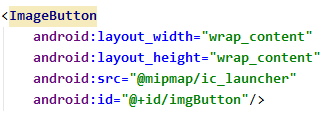 <ImageButton
android:layout_width="wrap_content"
android:layout_height="wrap_content"
android:src="@mipmap/ic_launcher"
android:id="@+id/imgButton"/>